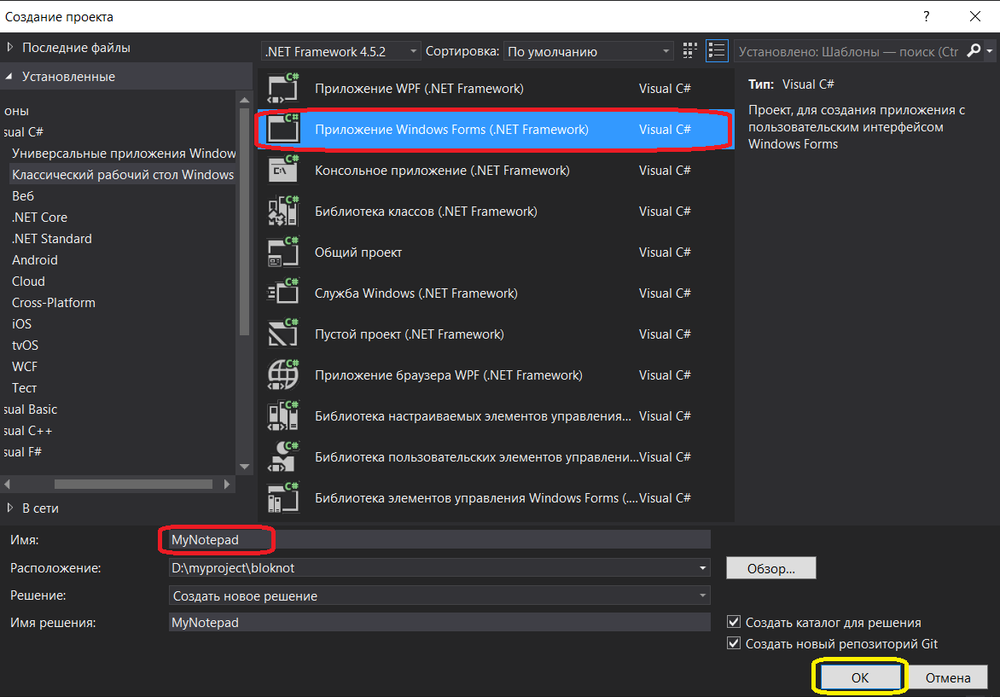 Создание проекта
?
Последние файлы
Установленные
оны
sual C#
Универсальные приложения Window
Классический рабочий стол Windows
Веб
.NET Core
.NET Standard
Android
Cloud
Cross-Platform
iOS
tvOS
WCF
Тест
sual Basic
sual C++
sual F#
В сети
.NET Framework 4.5.2
Сортировка:
По умолчанию
Установлено: Шаблоны — поиск (Ctr
C# Приложение WPF (.NET Framework) Visual C#
C# Приложение Windows Forms (.NET Framework) Visual C#
C# C:\ Консольное приложение (.NET Framework) Visual C#
C# Библиотека классов (.NET Framework) Visual C#
C# Общий проект Visual C#
C# Служба Windows (.NET Framework) Visual C#
C# Пустой проект (.NET Framework) Visual C#
C# Приложение браузера WPF (.NET Framework) Visual C#
C# Библиотека настраиваемых элементов управления... Visual C#
C# Библиотека пользовательских элементов управлени... Visual C#
C# Библиотека элементов управления Windows Forms (.... Visual C#
Тип: Visual C#
Проект, для создания приложения с
пользовательским интерфейсом
Windows Forms
Имя: MyNotepad
Расположение: D:\myproject\bloknot
Обзор...
Решение: Создать новое решение
Имя решения: MyNotepad
Создать каталог для решения
Создать новый репозиторий Git
ОК
Отмена